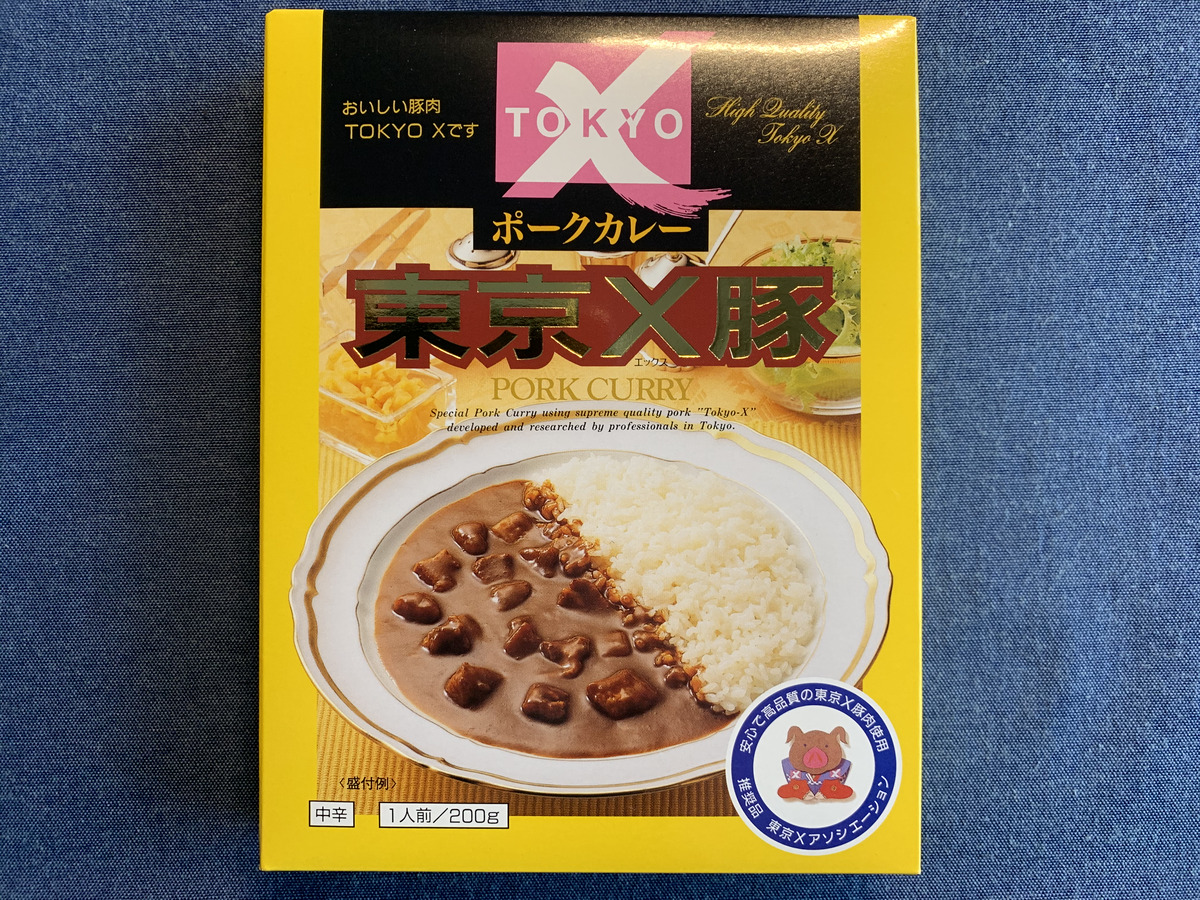 おいしい豚肉
TOKYO Xです
X
TOKYO
High Quality
Tokyo X
ポークカレー
東京X豚
エックス
PORK CURRY
Special Pork Curry using supreme quality pork "Tokyo-X"
developed and researched by professionals in Tokyo.
〈盛付例〉
中辛
1人前／200g
安心で高品質の東京X豚肉使用
推奨品 東京Xアソシエーション